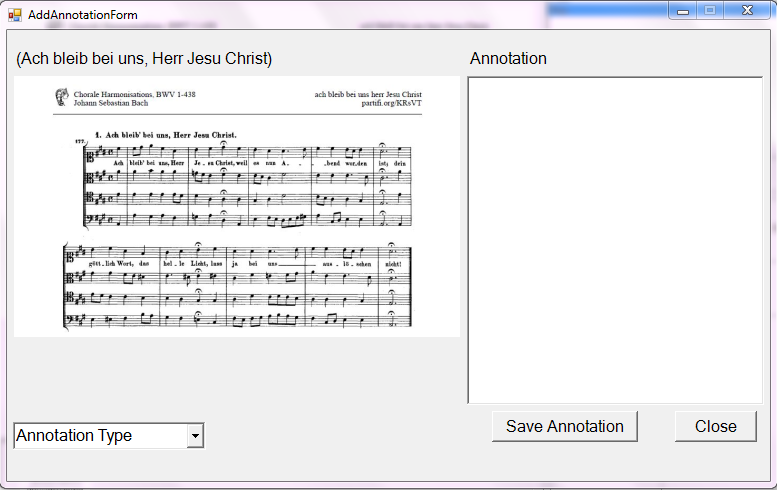 AddAnnotationForm
(Ach bleib bei uns, Herr Jesu Christ)
Annotation
Chorale Harmonisations, BWV 1-438
Johann Sebastian Bach
ach bleib bei uns herr Jesu Christ
partifi.org/KRsVT
1. Ach bleib' bei uns, Herr Jesu Christ.
177.
Ach bleib' bei uns, Herr Je - su Christ, weil es nun A - - - bend wor.den ist; dein
gött - lich Wort, das hel - le Licht, lass ja bei uns aus - lö - schen nicht!
Annotation Type
Save Annotation
Close